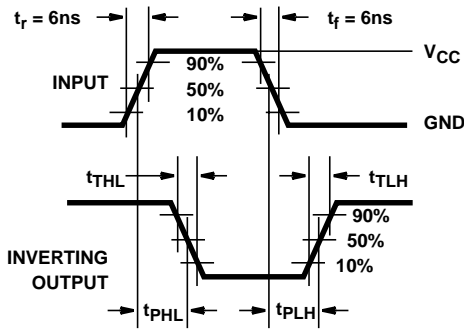 tr = 6ns
tf = 6ns
VCC
90%
50%
10%
INPUT
GND
tTHL
tTLH
90%
50%
10%
INVERTING
OUTPUT
tPHL
tPLH